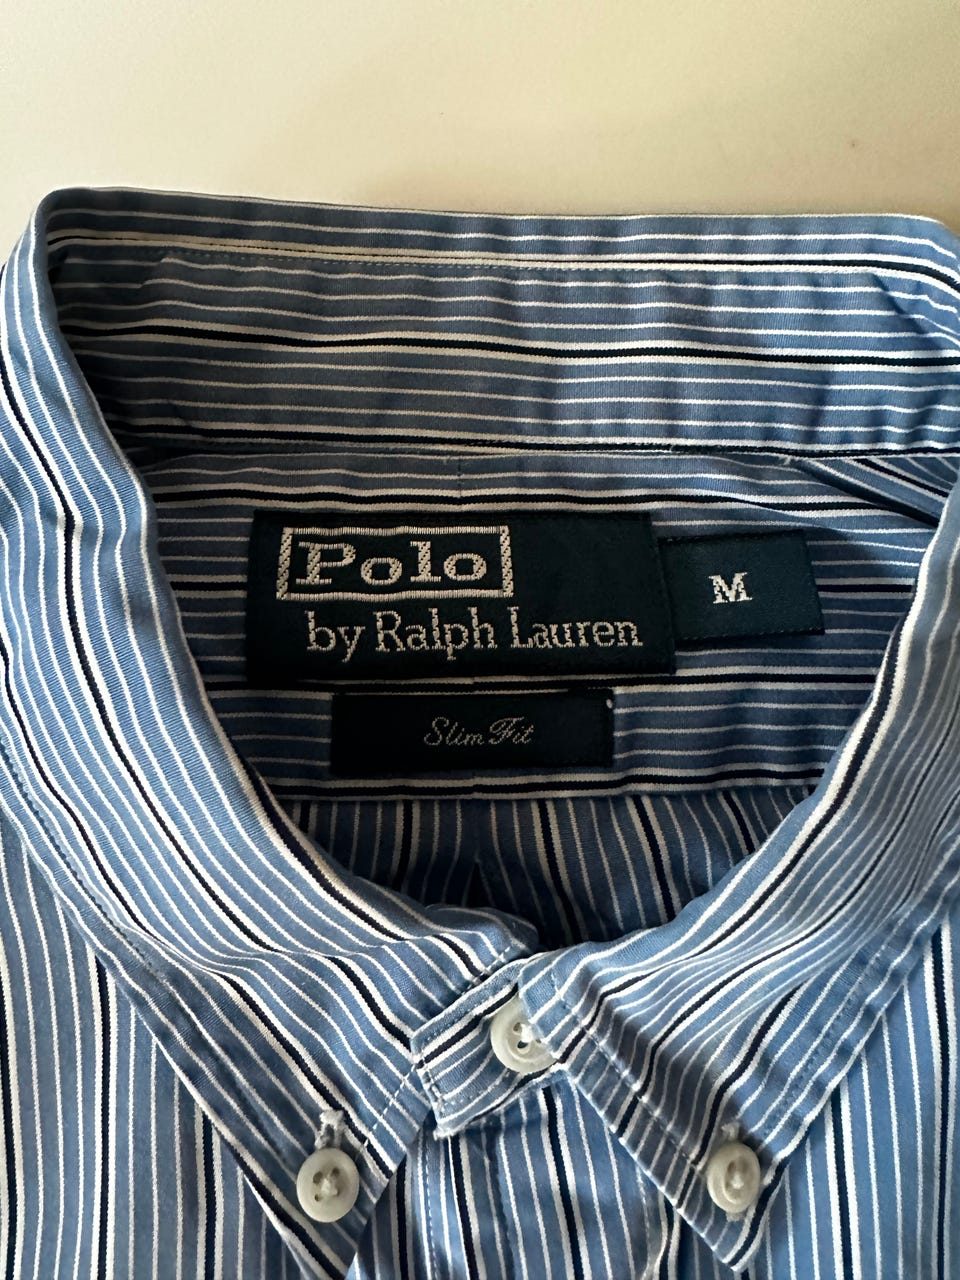 Polo
by Ralph Lauren
M
Slim Fit